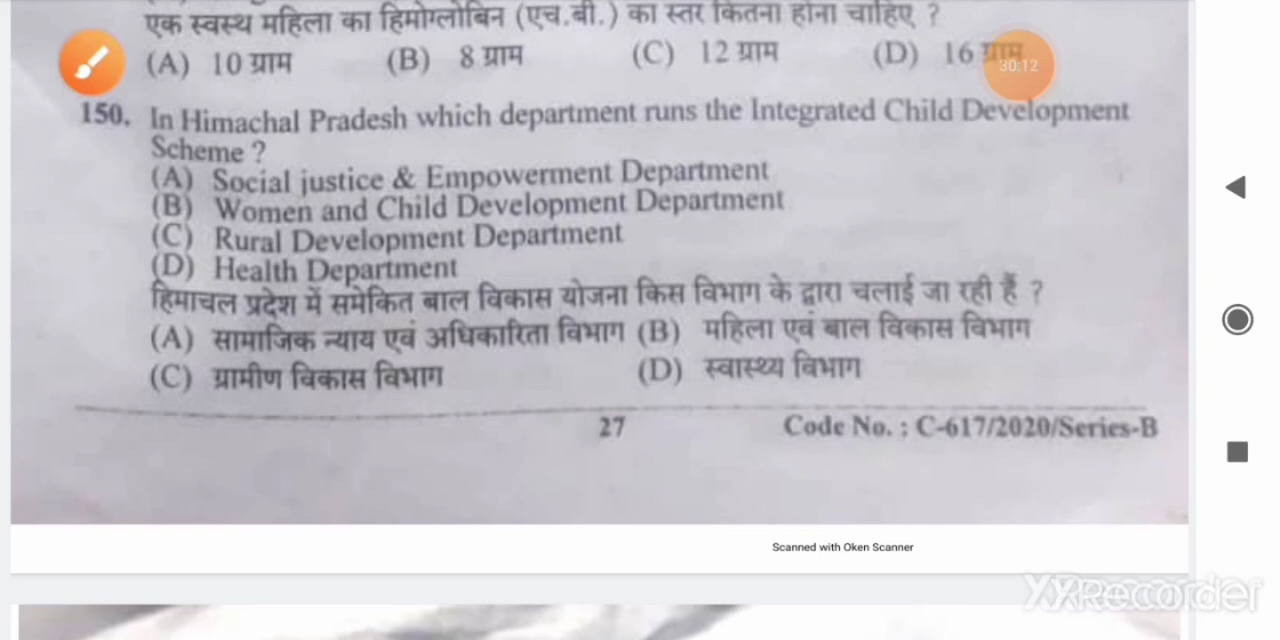 एक स्वस्थ महिला का हिमोग्लोबिन (एच.बी.) का स्तर कितना होना चाहिए ?
(A) 10 ग्राम (B) 8 ग्राम (C) 12 ग्राम (D) 16 ग्राम
30:12
150. In Himachal Pradesh which department runs the Integrated Child Development
Scheme ?
(A) Social justice & Empowerment Department
(B) Women and Child Development Department
(C) Rural Development Department
(D) Health Department
हिमाचल प्रदेश में समेकित बाल विकास योजना किस विभाग के द्वारा चलाई जा रही हैं ?
(A) सामाजिक न्याय एवं अधिकारिता विभाग (B) महिला एवं बाल विकास विभाग
(C) ग्रामीण विकास विभाग (D) स्वास्थ्य विभाग
27 Code No. : C-617/2020/Series-B
Scanned with Oken Scanner
XRecorder